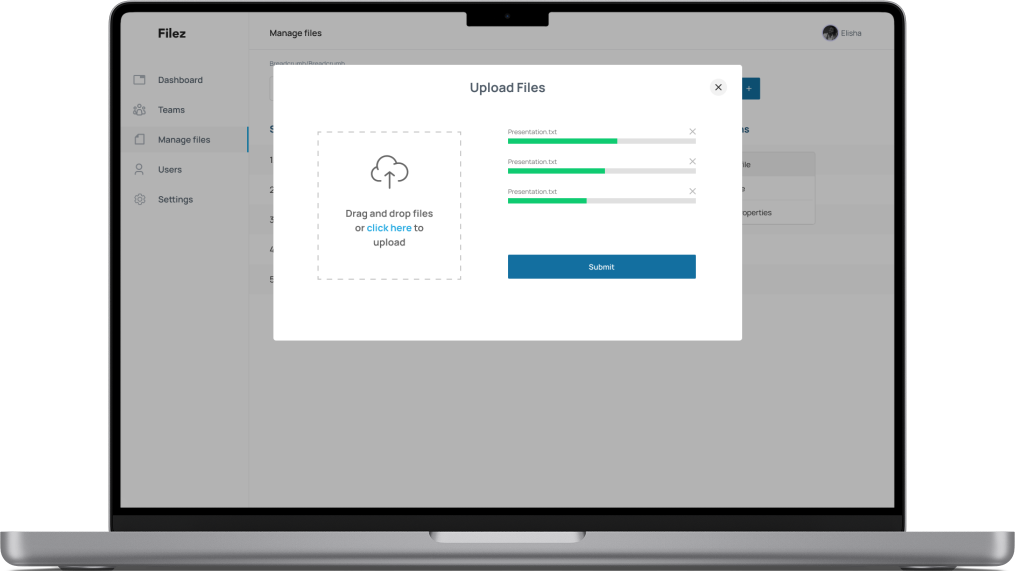 Filez
Manage files
Elisha
Dashboard
Teams
Manage files
Users
Settings
Breadcrumb/Breadcrumb
+
Upload Files
Drag and drop files
or click here to
upload
Presentation.txt
Presentation.txt
Presentation.txt
Submit
S
1
2
3
4
5
ns
ile
e
operties